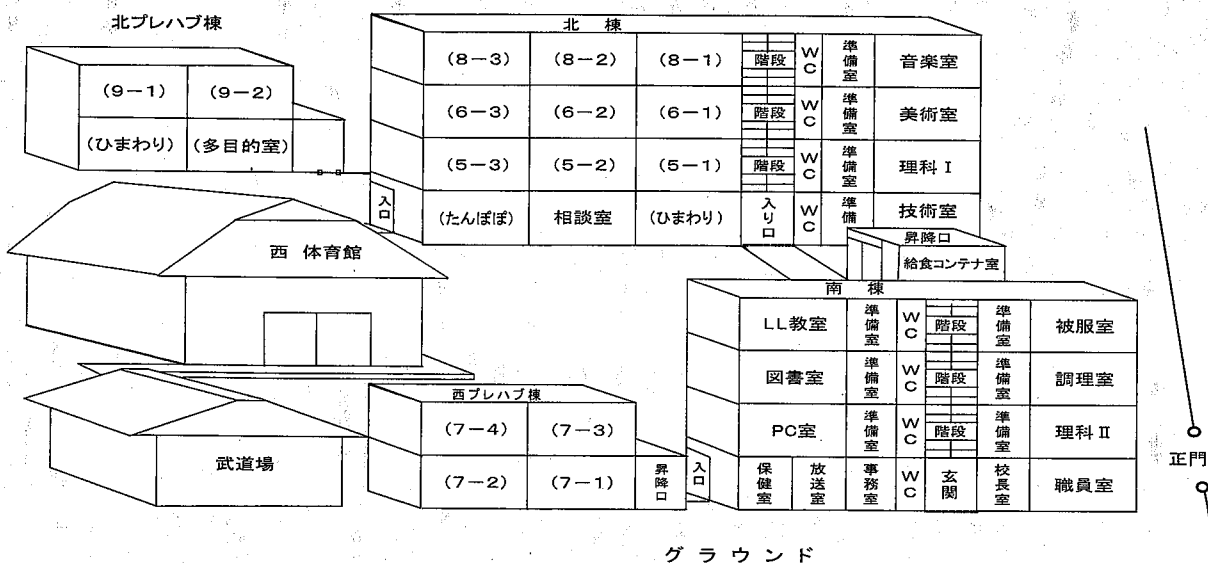 北プレハブ棟
(9－1) (9－2)
(ひまわり) (多目的室)
北 棟
(8－3) (8－2) (8－1) 階段 WC 準備室 音楽室
(6－3) (6－2) (6－1) 階段 WC 準備室 美術室
(5－3) (5－2) (5－1) 階段 WC 準備室 理科Ⅰ
入口 (たんぽぽ) 相談室 (ひまわり) 入り口 WC 準備 技術室
昇降口
給食コンテナ室
西 体育館
南 棟
LL教室 準備室 WC 階段 準備室 被服室
図書室 準備室 WC 階段 準備室 調理室
PC室 準備室 WC 階段 準備室 理科Ⅱ
入口 保健室 放送室 事務室 WC 玄関 校長室 職員室
西プレハブ棟
(7－4) (7－3)
(7－2) (7－1) 昇降口
武道場
正門
グラウンド